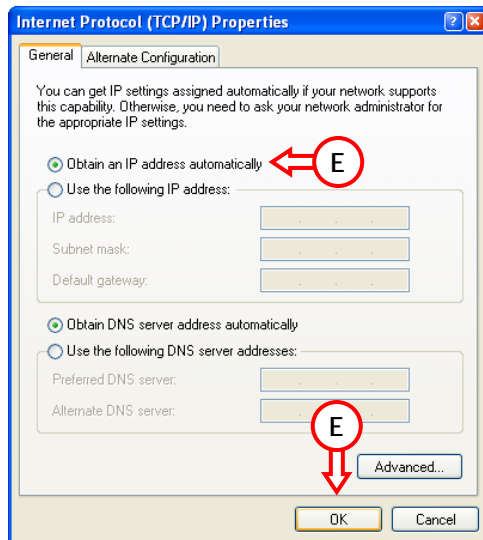 Internet Protocol (TCP/IP) Properties
General
Alternate Configuration
You can get IP settings assigned automatically if your network supports
this capability. Otherwise, you need to ask your network administrator for
the appropriate IP settings.
Obtain an IP address automatically
E
Use the following IP address:
IP address:
Subnet mask:
Default gateway:
Obtain DNS server address automatically
Use the following DNS server addresses:
Preferred DNS server:
Alternate DNS server:
E
Advanced...
OK
Cancel